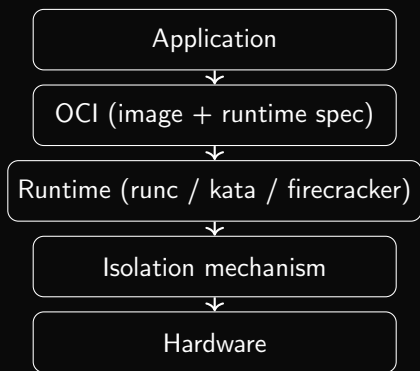 Application
OCI (image + runtime spec)
Runtime (runc / kata / firecracker)
Isolation mechanism
Hardware